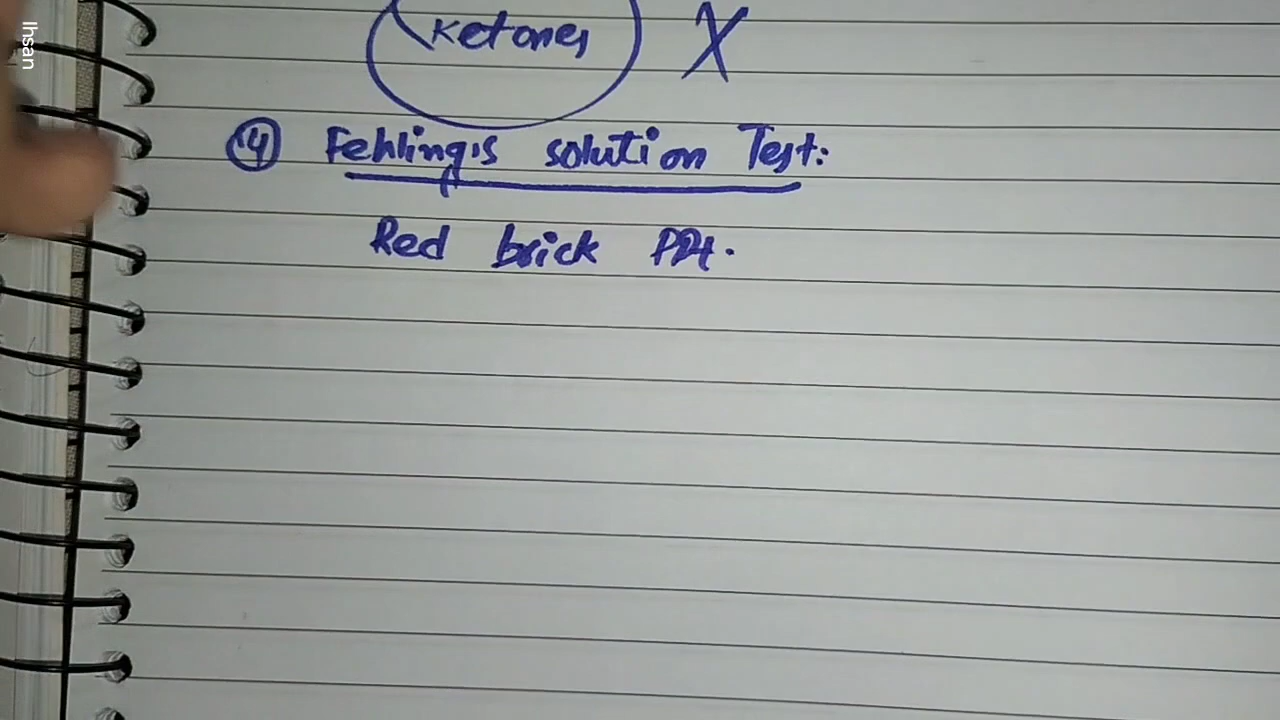 Ihsan
Ketones X
④ Fehling's solution Test:
Red brick PPt.